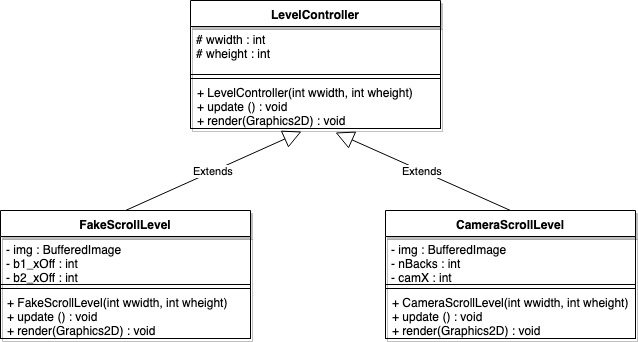 LevelController
# wwidth : int
# wheight : int
+ LevelController(int wwidth, int wheight)
+ update () : void
+ render(Graphics2D) : void
Extends
Extends
FakeScrollLevel
- img : BufferedImage
- b1_xOff : int
- b2_xOff : int
+ FakeScrollLevel(int wwidth, int wheight)
+ update () : void
+ render(Graphics2D) : void
CameraScrollLevel
- img : BufferedImage
- nBacks : int
- camX : int
+ CameraScrollLevel(int wwidth, int wheight)
+ update () : void
+ render(Graphics2D) : void